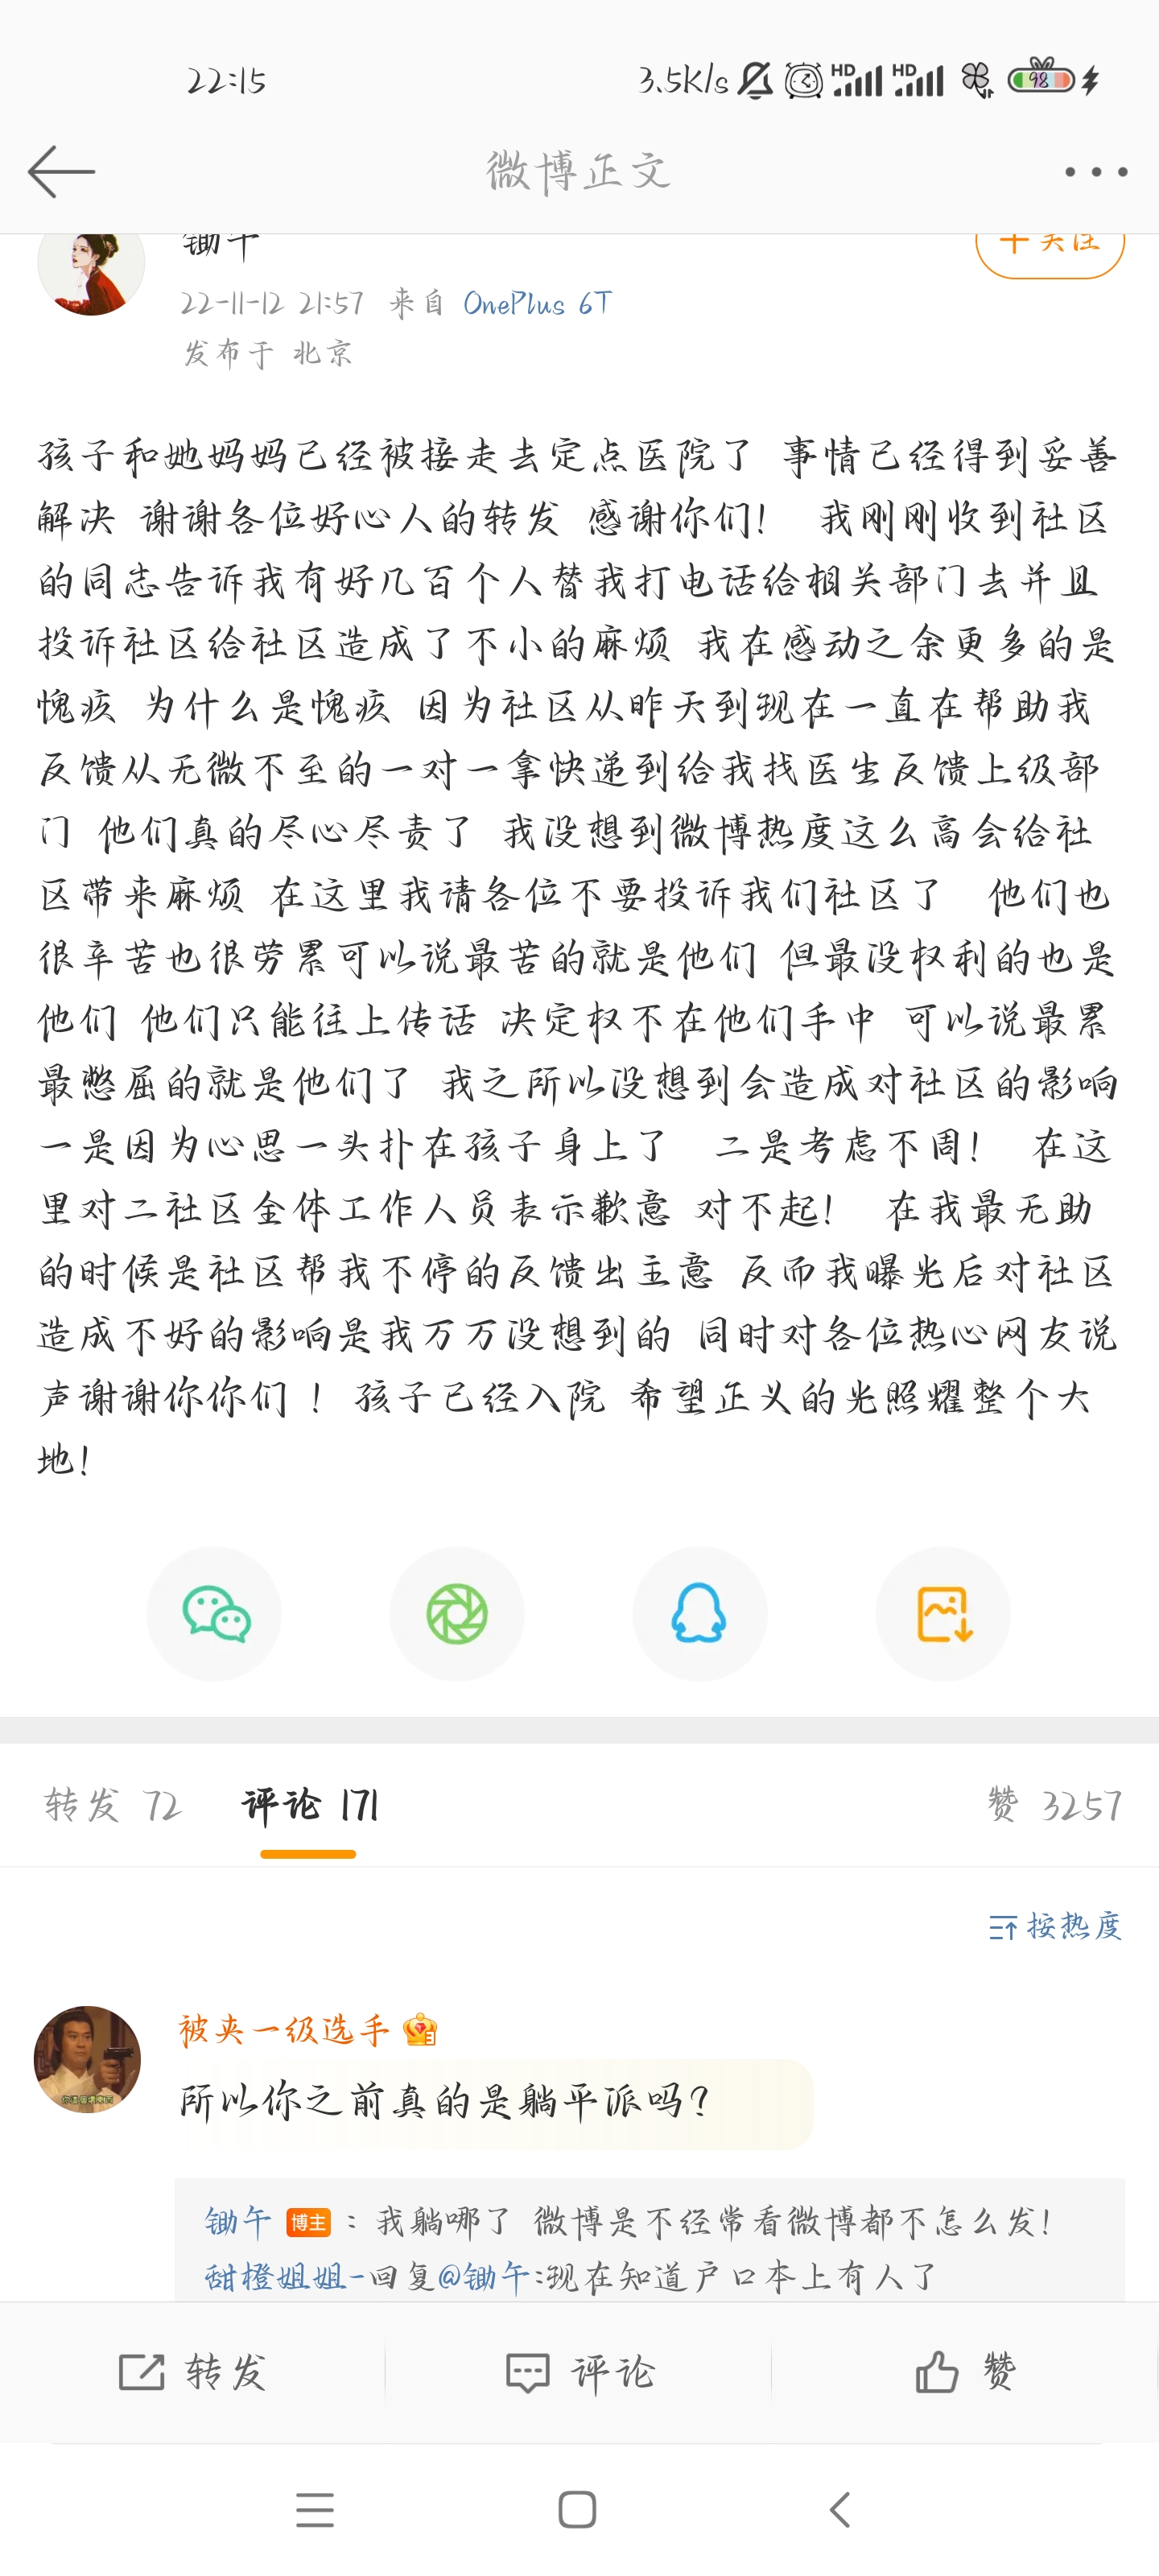 22:15
3.5K/s HD HD 98
微博正文
锄午
+关注
22-11-12 21:57 来自 OnePlus 6T
发布于 北京
孩子和她妈妈已经被接走去定点医院了 事情已经得到妥善
解决 谢谢各位好心人的转发 感谢你们! 我刚刚收到社区
的同志告诉我有好几百个人替我打电话给相关部门去并且
投诉社区给社区造成了不小的麻烦 我在感动之余更多的是
愧疚 为什么是愧疚 因为社区从昨天到现在一直在帮助我
反馈从无微不至的一对一拿快递到给我找医生反馈上级部
门 他们真的尽心尽责了 我没想到微博热度这么高会给社
区带来麻烦 在这里我请各位不要投诉我们社区了 他们也
很辛苦也很劳累可以说最苦的就是他们 但最没权利的也是
他们 他们只能往上传话 决定权不在他们手中 可以说最累
最憋屈的就是他们了 我之所以没想到会造成对社区的影响
一是因为心思一头扑在孩子身上了 二是考虑不周! 在这
里对二社区全体工作人员表示歉意 对不起! 在我最无助
的时候是社区帮我不停的反馈出主意 反而我曝光后对社区
造成不好的影响是我万万没想到的 同时对各位热心网友说
声谢谢你你们 ! 孩子已经入院 希望正义的光照耀整个大
地!
转发 72 评论 171 赞 3257
按热度
被夹一级选手
所以你之前真的是躺平派吗?
锄午 博主 : 我躺哪了 微博是不经常看微博都不怎么发!
甜橙姐姐-回复@锄午:现在知道户口本上有人了
转发 评论 赞